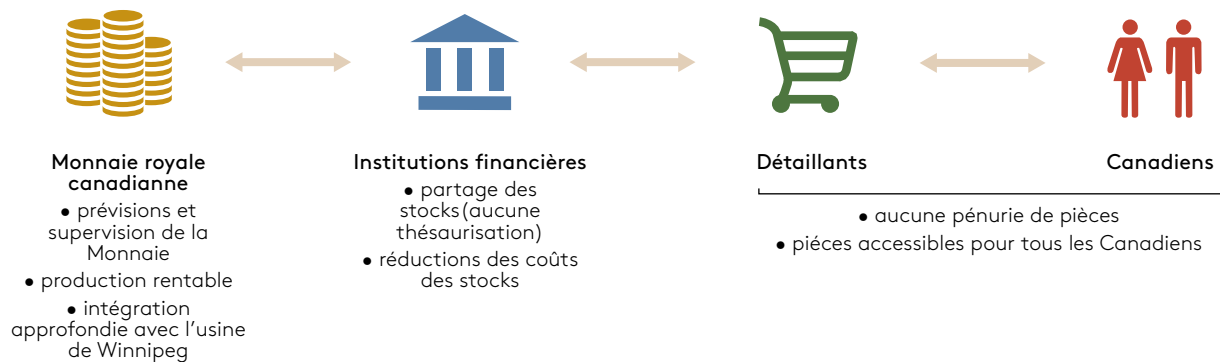 Monnaie royale
canadianne
• prévisions et
supervision de la
Monnaie
• production rentable
• intégration
approfondie avec l'usine
de Winnipeg
Institutions financières
• partage des
stocks(aucune
thésaurisation)
• réductions des coûts
des stocks
Détaillants
Canadiens
• aucune pénurie de pièces
• piéces accessibles pour tous les Canadiens